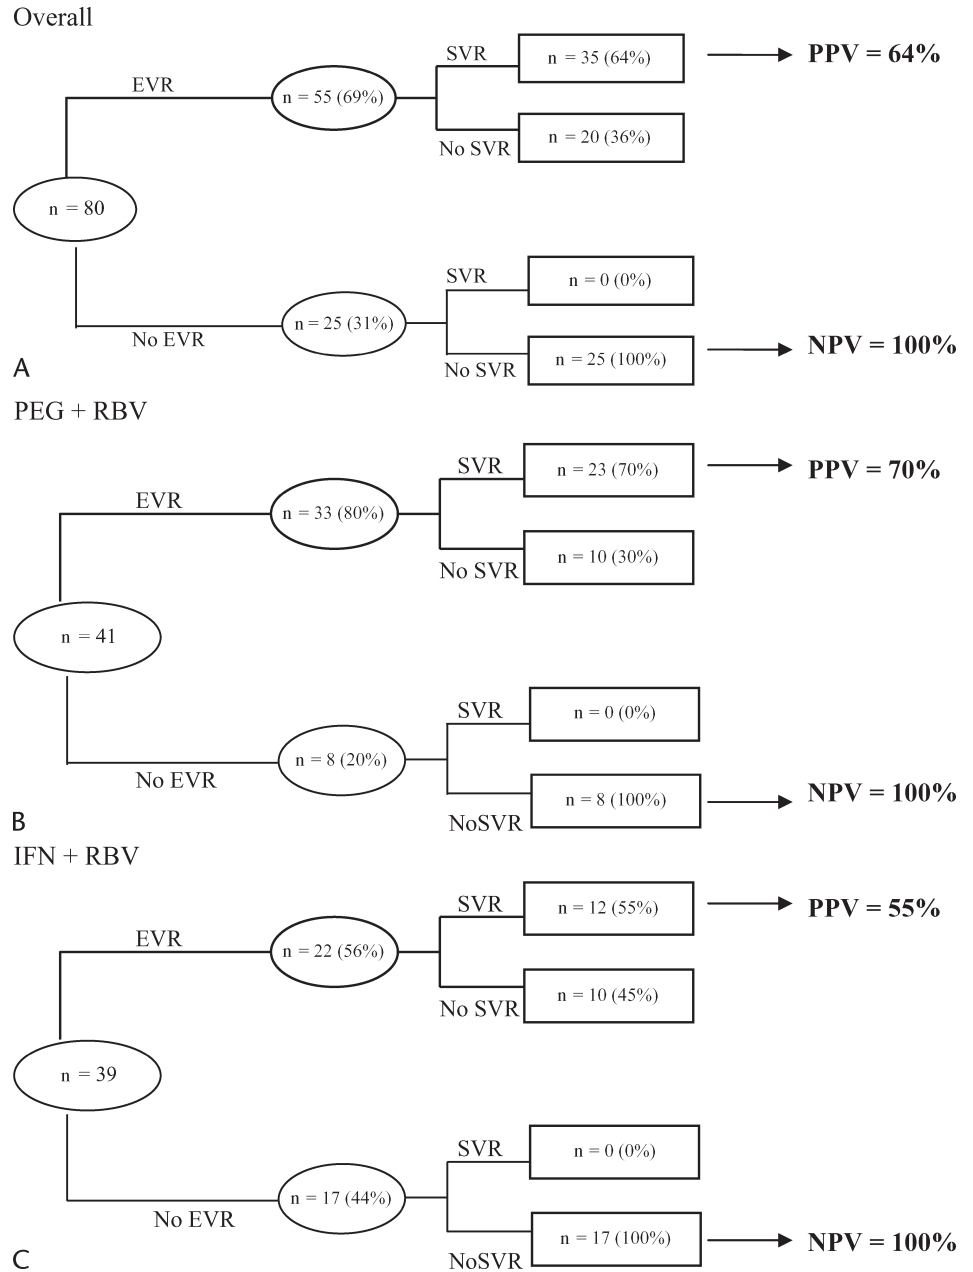 Overall
SVR
n = 35 (64%)
PPV = 64%
EVR
n = 55 (69%)
No SVR
n = 20 (36%)
n = 80
SVR
n = 0 (0%)
n = 25 (31%)
No EVR
No SVR
n = 25 (100%)
NPV = 100%
A
PEG + RBV
SVR
n = 23 (70%)
PPV = 70%
EVR
n = 33 (80%)
No SVR
n = 10 (30%)
n = 41
SVR
n = 0 (0%)
n = 8 (20%)
No EVR
NoSVR
n = 8 (100%)
NPV = 100%
B
IFN + RBV
SVR
n = 12 (55%)
PPV = 55%
EVR
n = 22 (56%)
No SVR
n = 10 (45%)
n = 39
SVR
n = 0 (0%)
n = 17 (44%)
No EVR
NoSVR
n = 17 (100%)
NPV = 100%
C